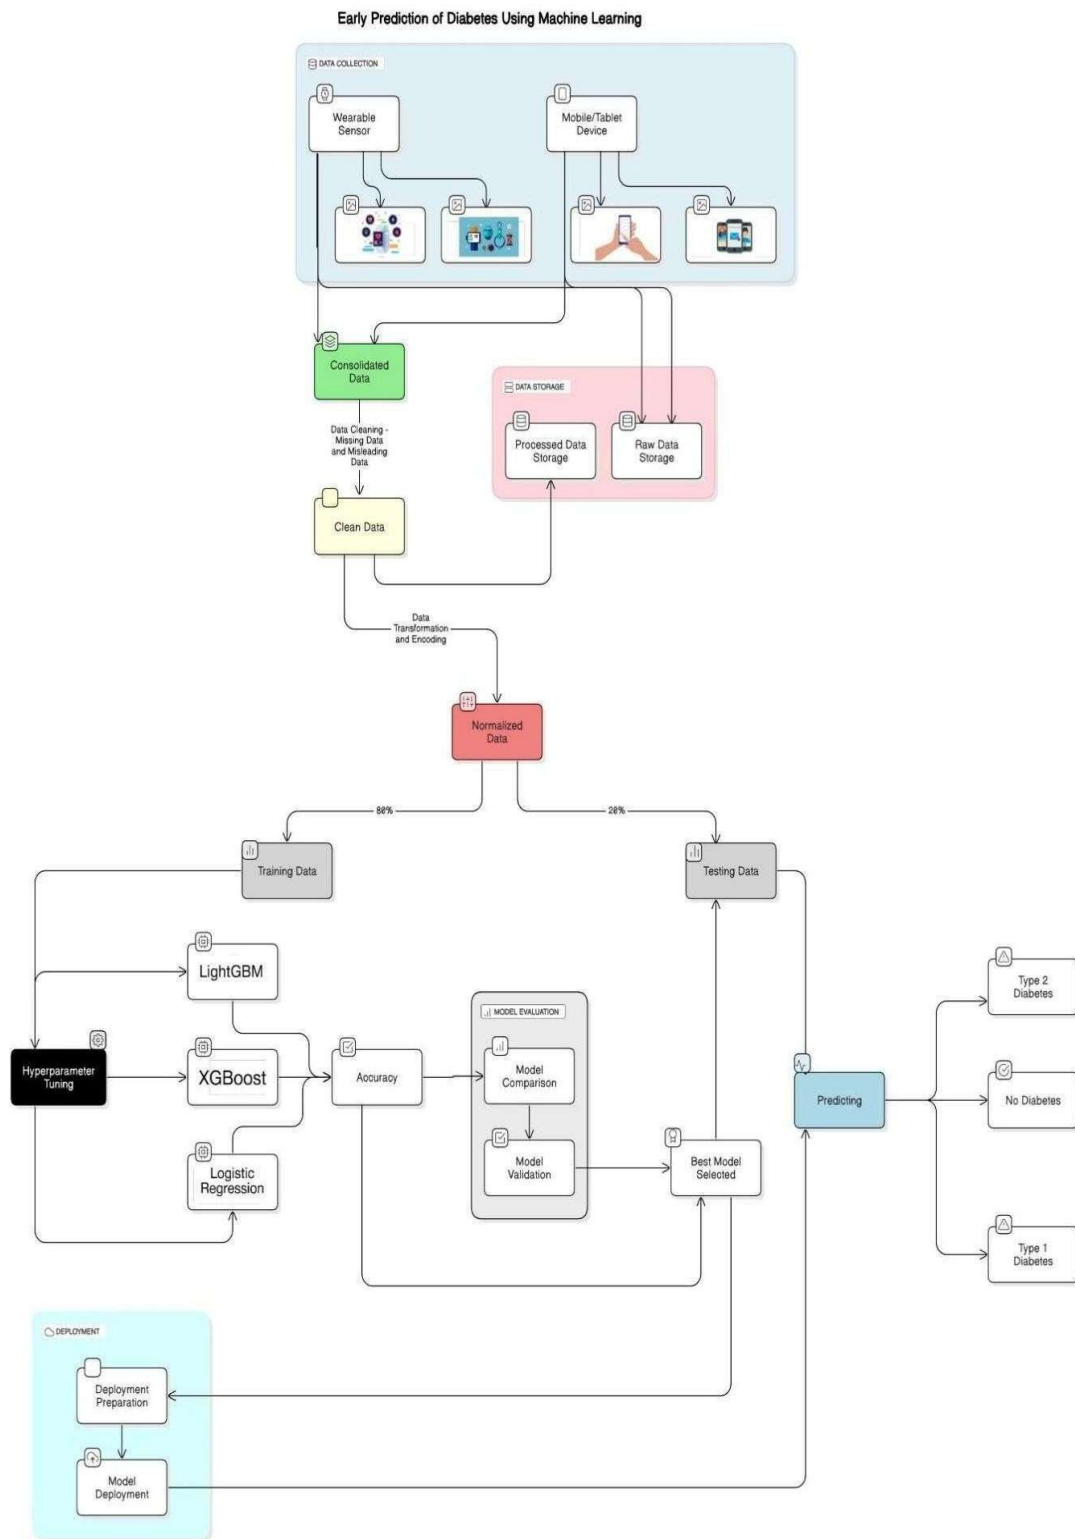 Early Prediction of Diabetes Using Machine Learning
DATA COLLECTION
Wearable
Sensor
Mobile/Tablet
Device
Consolidated
Data
DATA STORAGE
Processed Data
Storage
Raw Data
Storage
Data Cleaning -
Missing Data
and Misleading
Data
Clean Data
Data
Transformation
and Encoding
Normalized
Data
80%
20%
Training Data
Testing Data
LightGBM
XGBoost
Logistic
Regression
Hyperparameter
Tuning
Accuracy
MODEL EVALUATION
Model
Comparison
Model
Validation
Best Model
Selected
Predicting
Type 2
Diabetes
No Diabetes
Type 1
Diabetes
DEPLOYMENT
Deployment
Preparation
Model
Deployment